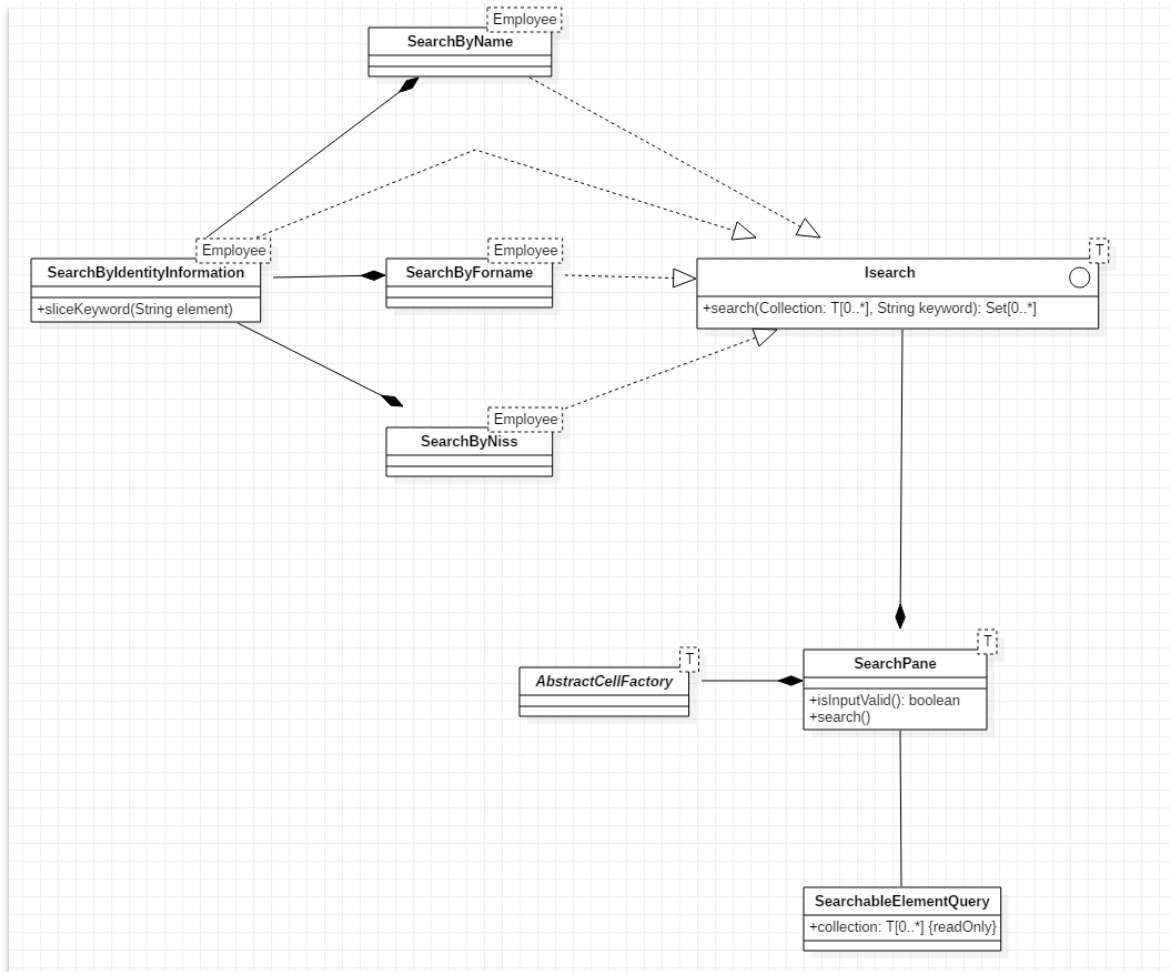 Employee
SearchByName
Employee
SearchByIdentityInformation
+sliceKeyword(String element)
Employee
SearchByForname
T
Isearch
+search(Collection: T[0..*], String keyword): Set[0..*]
Employee
SearchByNiss
T
AbstractCellFactory
T
SearchPane
+isInputValid(): boolean
+search()
SearchableElementQuery
+collection: T[0..*] {readOnly}